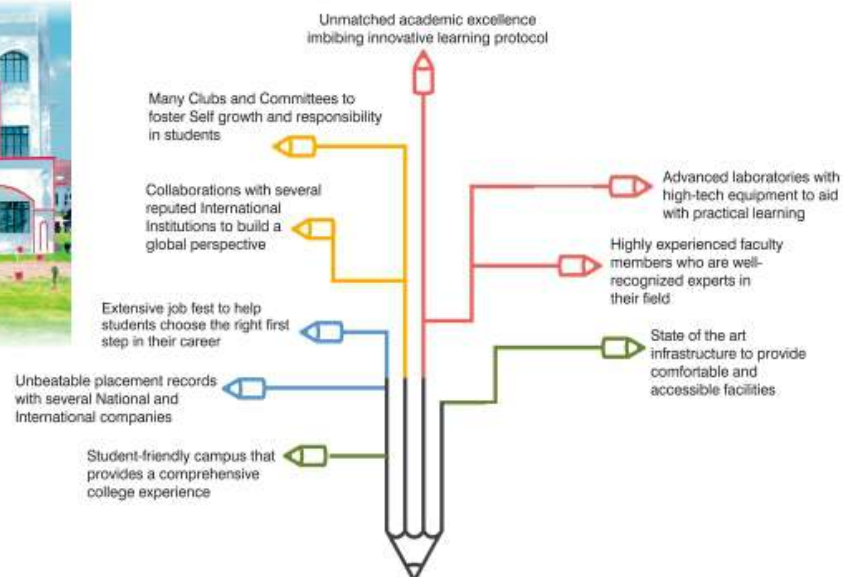 Unmatched academic excellence
imbibing innovative learning protocol
Many Clubs and Committees to
foster Self growth and responsibility
in students
Collaborations with several
reputed International
Institutions to build a
global perspective
Extensive job fest to help
students choose the right first
step in their career
Unbeatable placement records
with several National and
International companies
Student-friendly campus that
provides a comprehensive
college experience
Advanced laboratories with
high-tech equipment to aid
with practical learning
Highly experienced faculty
members who are well-
recognized experts in
their field
State of the art
infrastructure to provide
comfortable and
accessible facilities